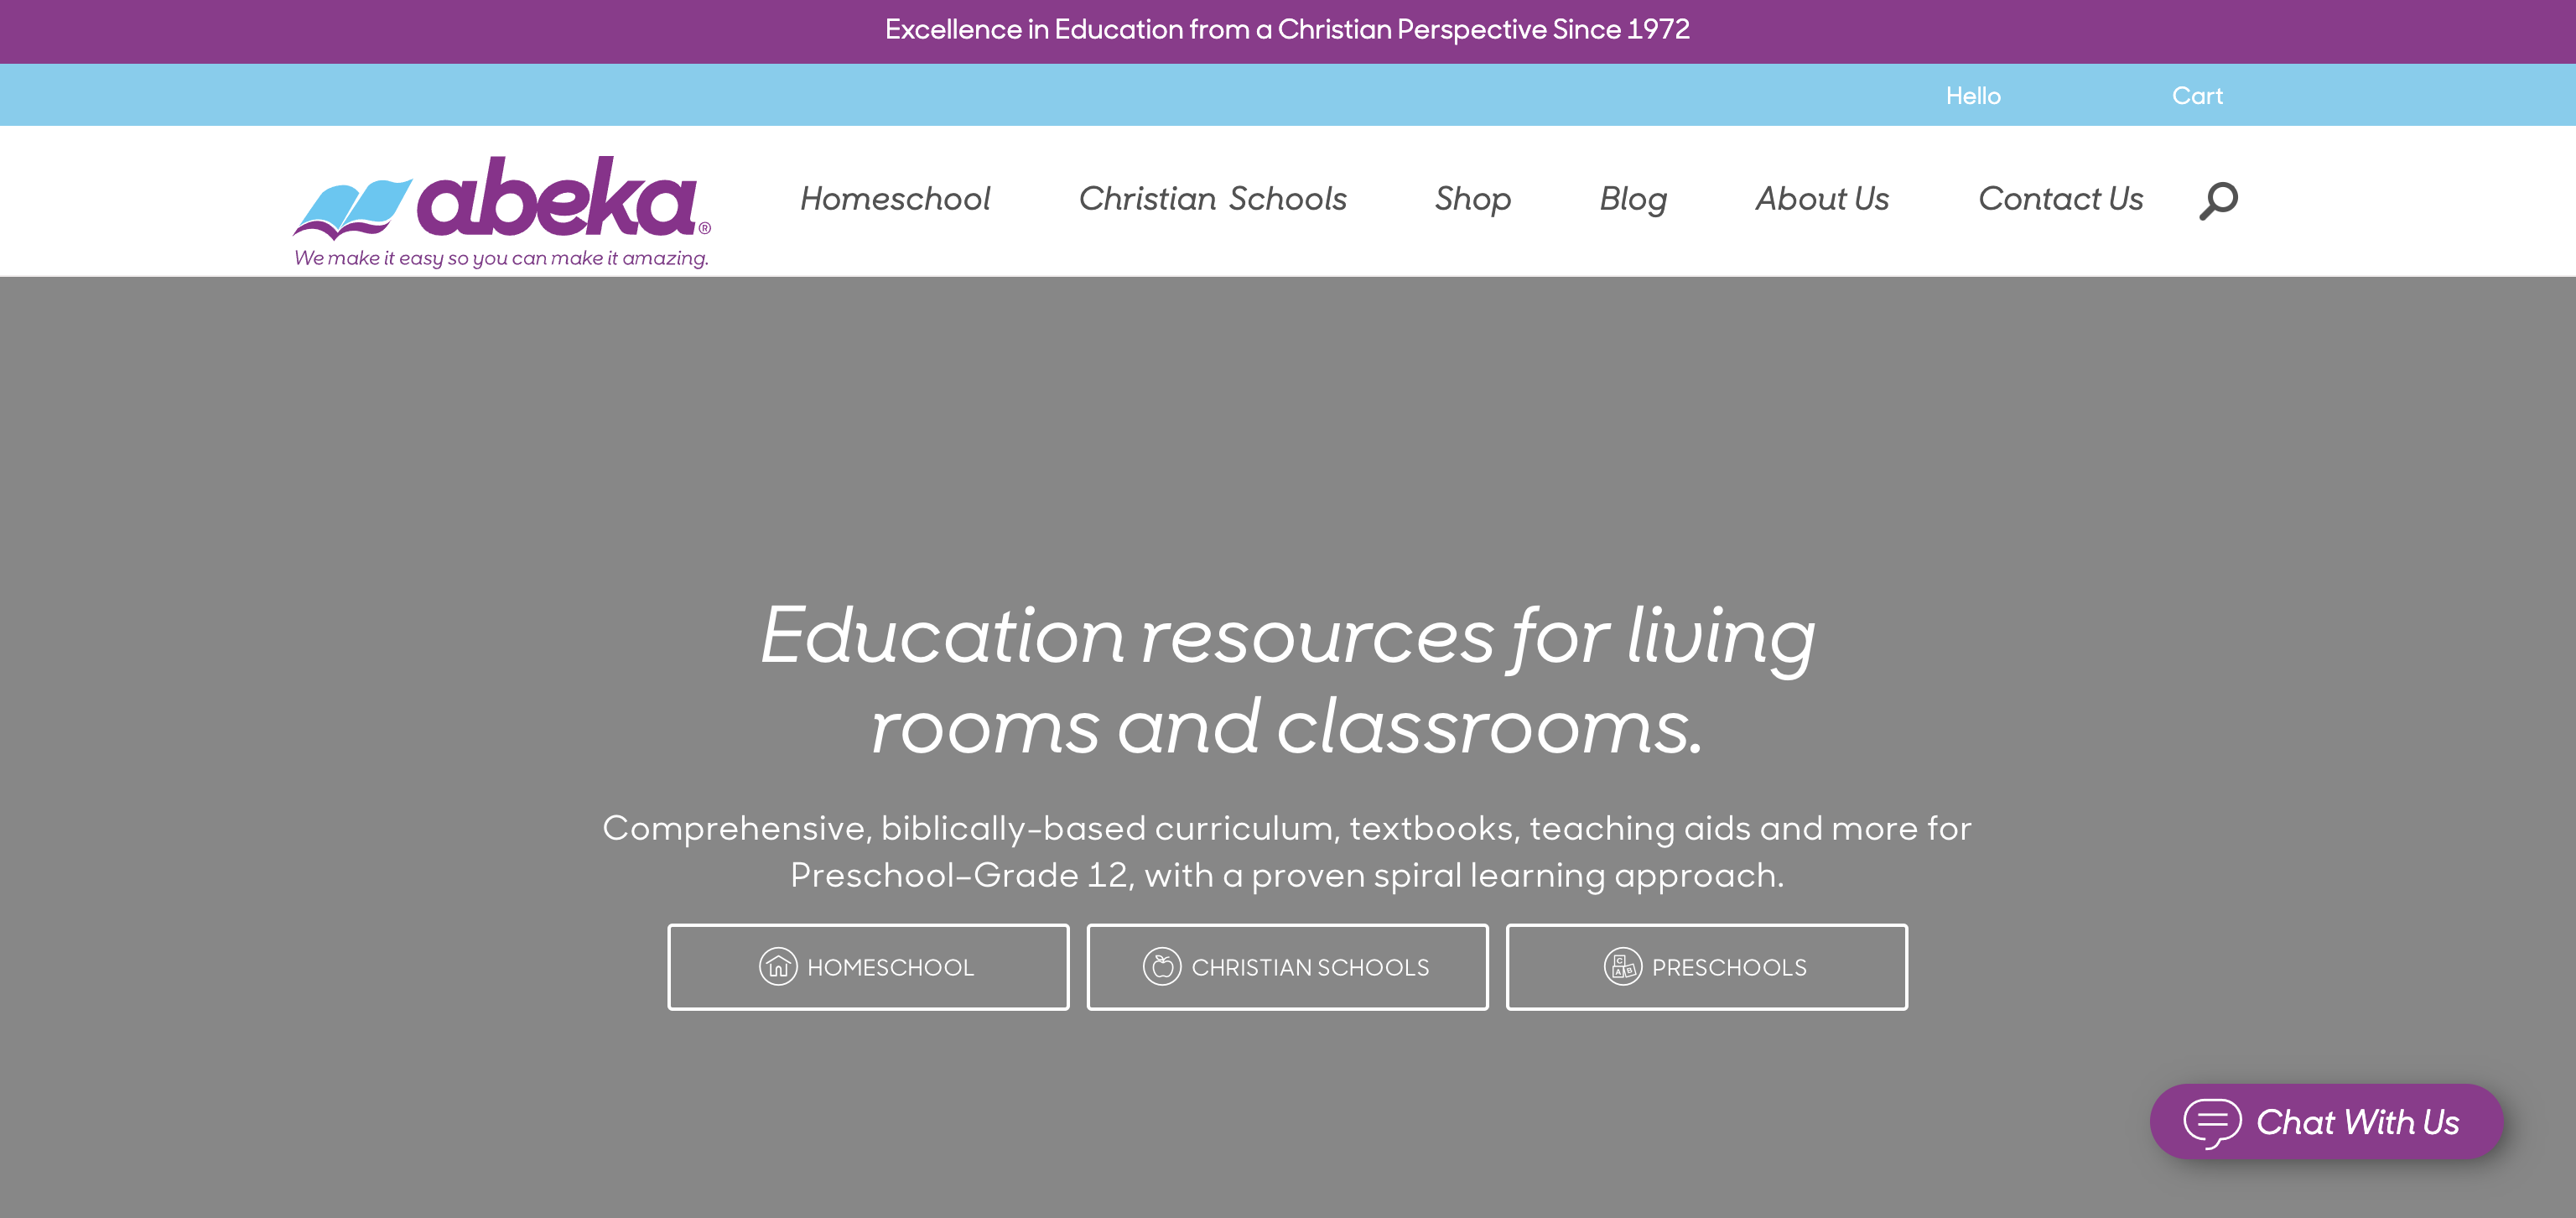 Excellence in Education from a Christian Perspective Since 1972
Hello Cart
abeka®
We make it easy so you can make it amazing.
Homeschool Christian Schools Shop Blog About Us Contact Us
Education resources for living
rooms and classrooms.
Comprehensive, biblically-based curriculum, textbooks, teaching aids and more for
Preschool–Grade 12, with a proven spiral learning approach.
HOMESCHOOL CHRISTIAN SCHOOLS C A B PRESCHOOLS
Chat With Us